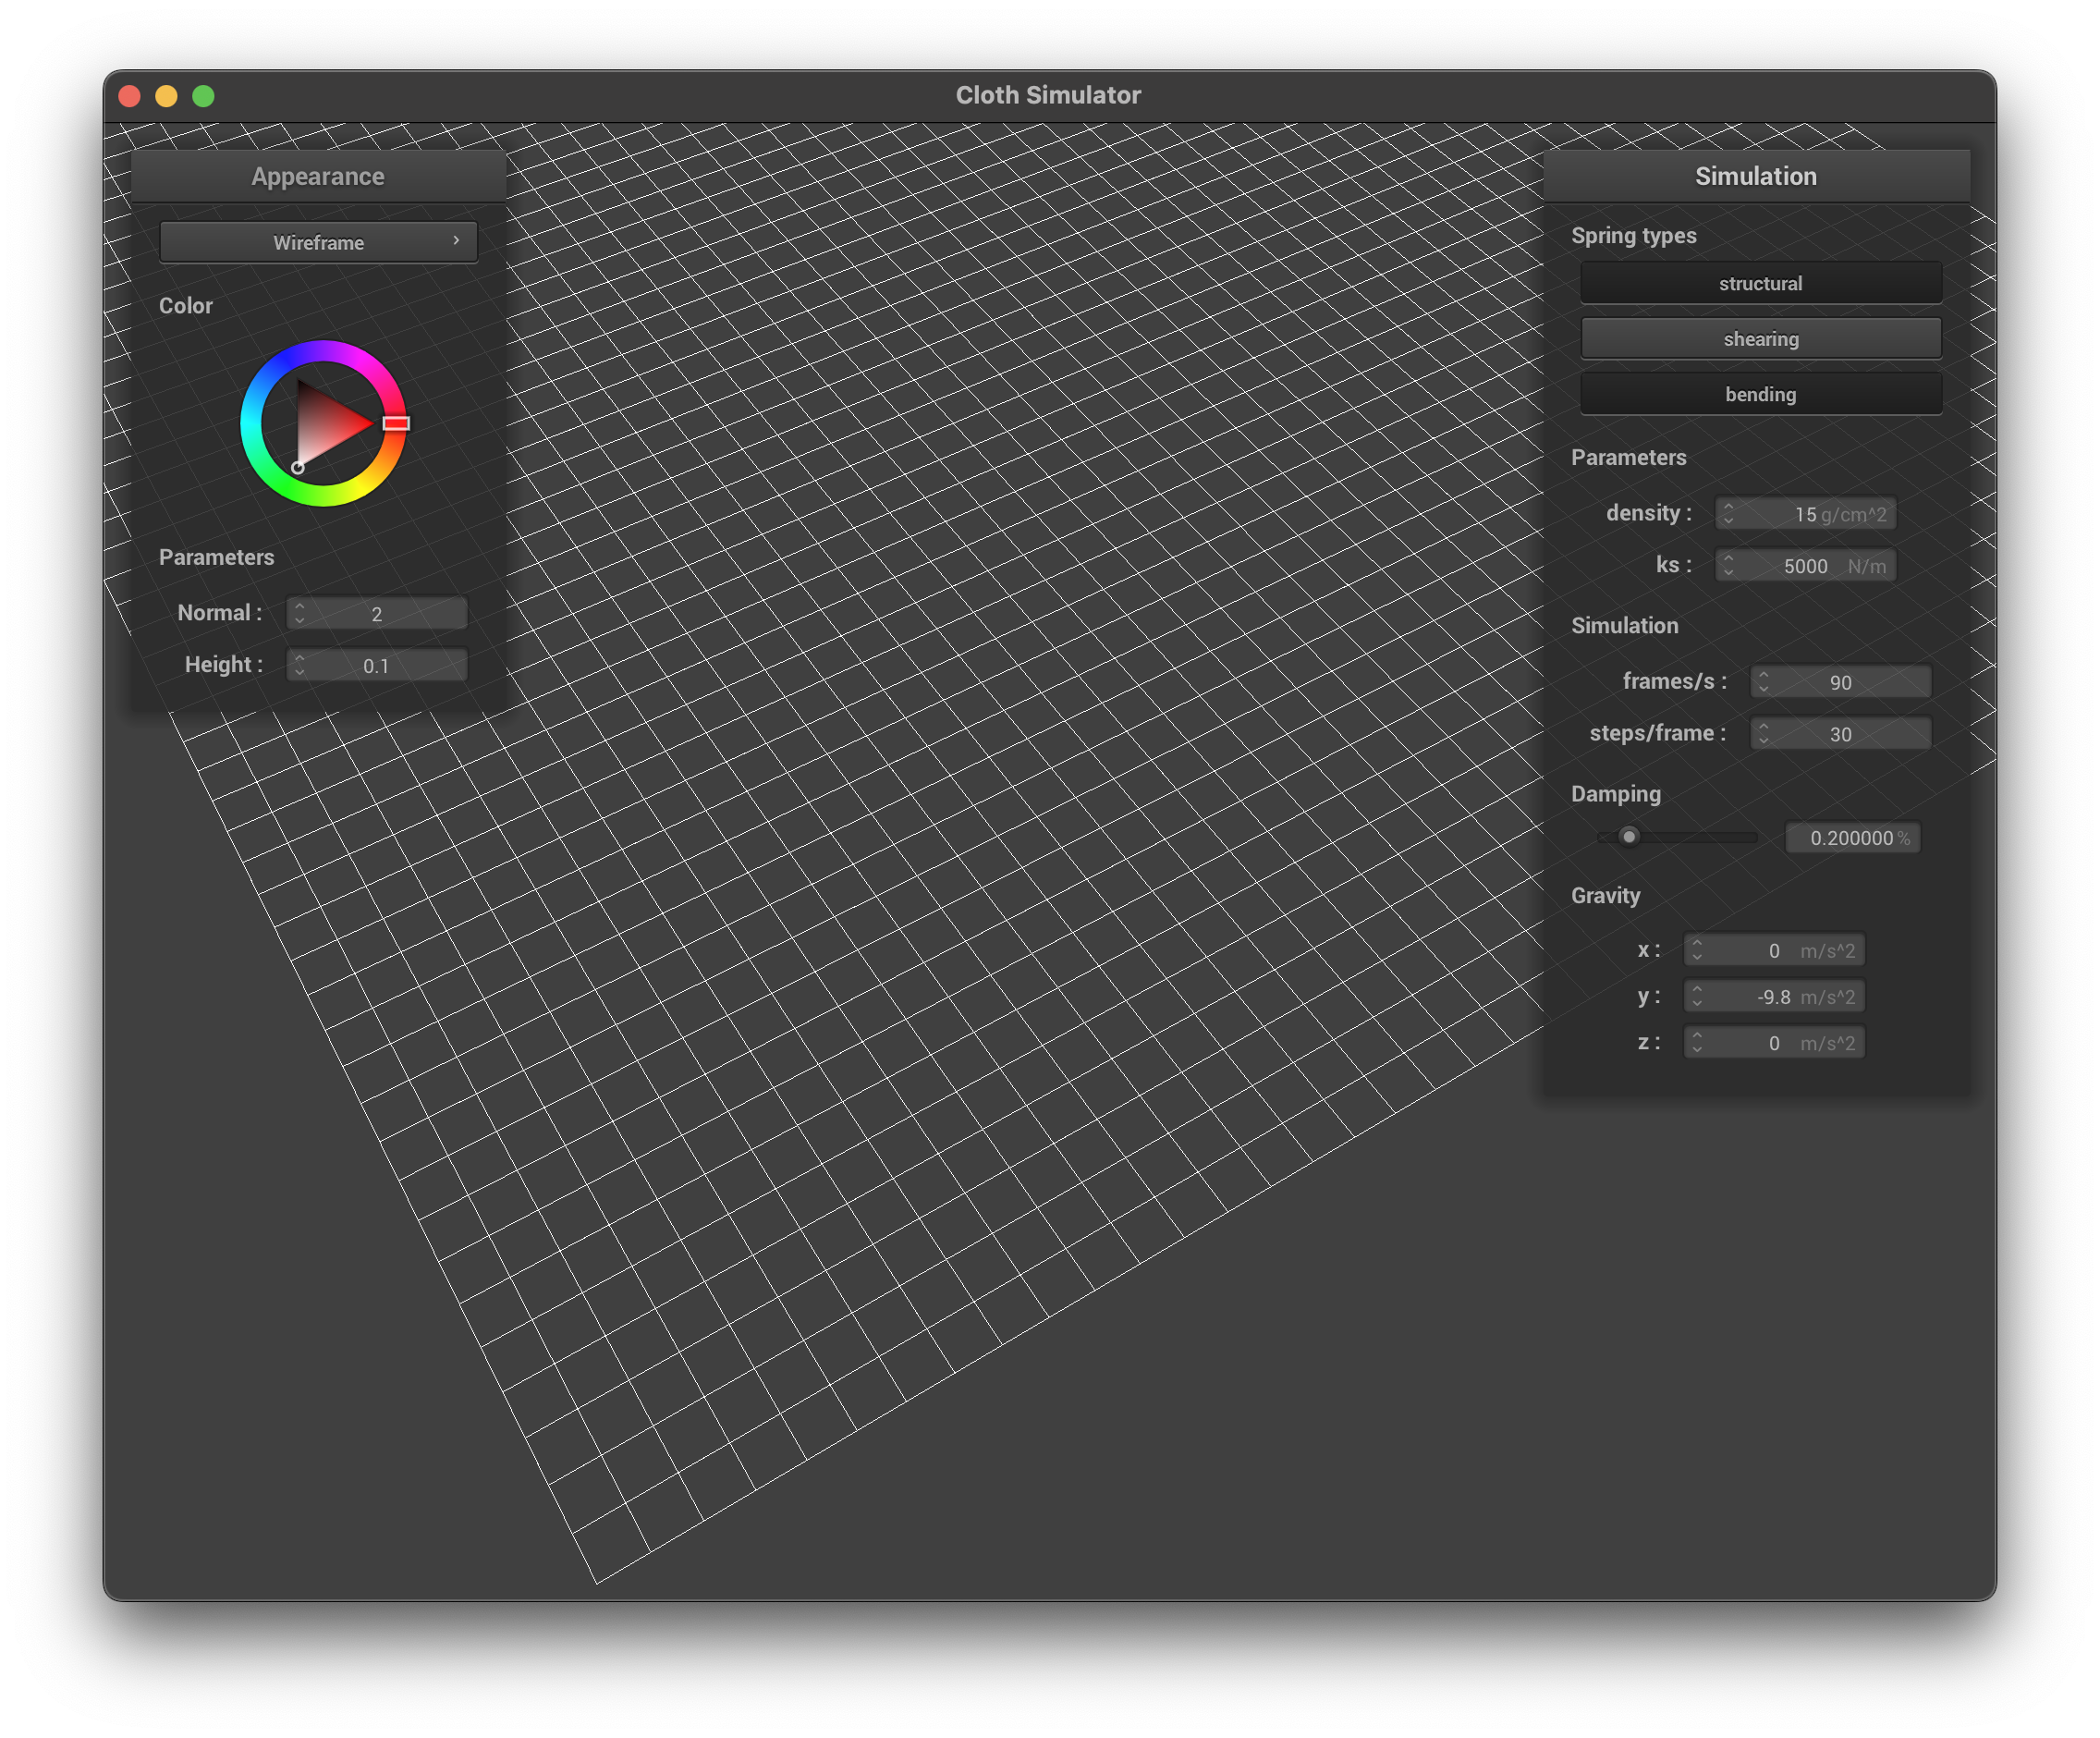 Cloth Simulator
Appearance
Wireframe
Color
Parameters
Normal : 2
Height : 0.1
Simulation
Spring types
structural
shearing
bending
Parameters
density : 15 g/cm^2
ks : 5000 N/m
Simulation
frames/s : 90
steps/frame : 30
Damping
0.200000 %
Gravity
x : 0 m/s^2
y : -9.8 m/s^2
z : 0 m/s^2